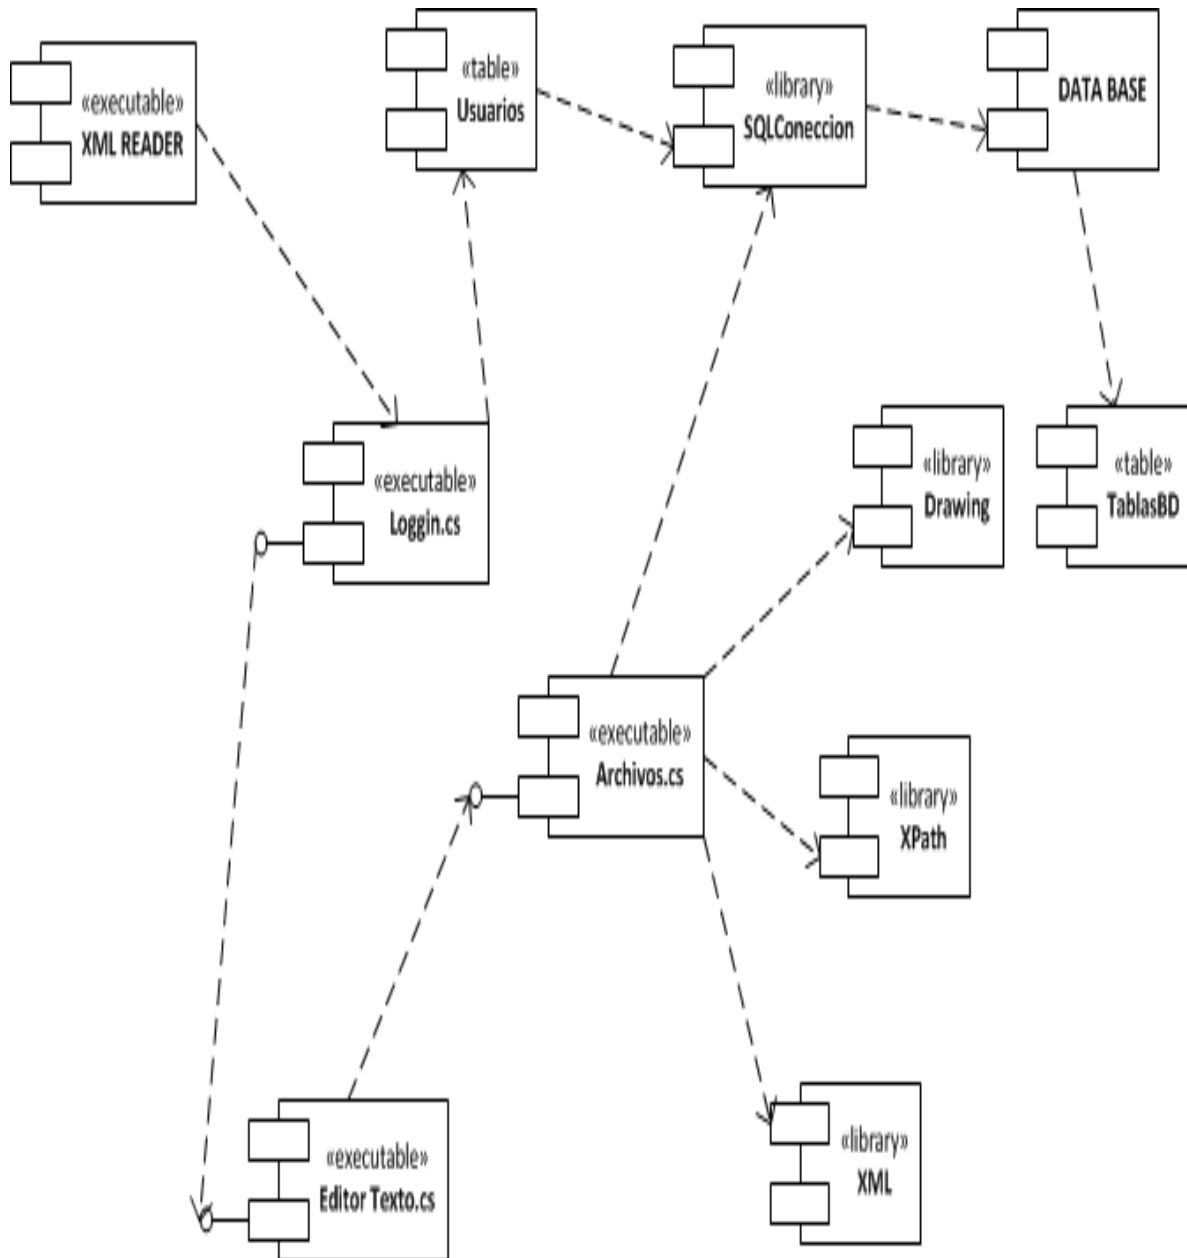 «executable»
XML READER
«table»
Usuarios
«library»
SQLConeccion
DATA BASE
«executable»
Loggin.cs
«library»
Drawing
«table»
TablasBD
«executable»
Archivos.cs
«library»
XPath
«executable»
Editor Texto.cs
«library»
XML